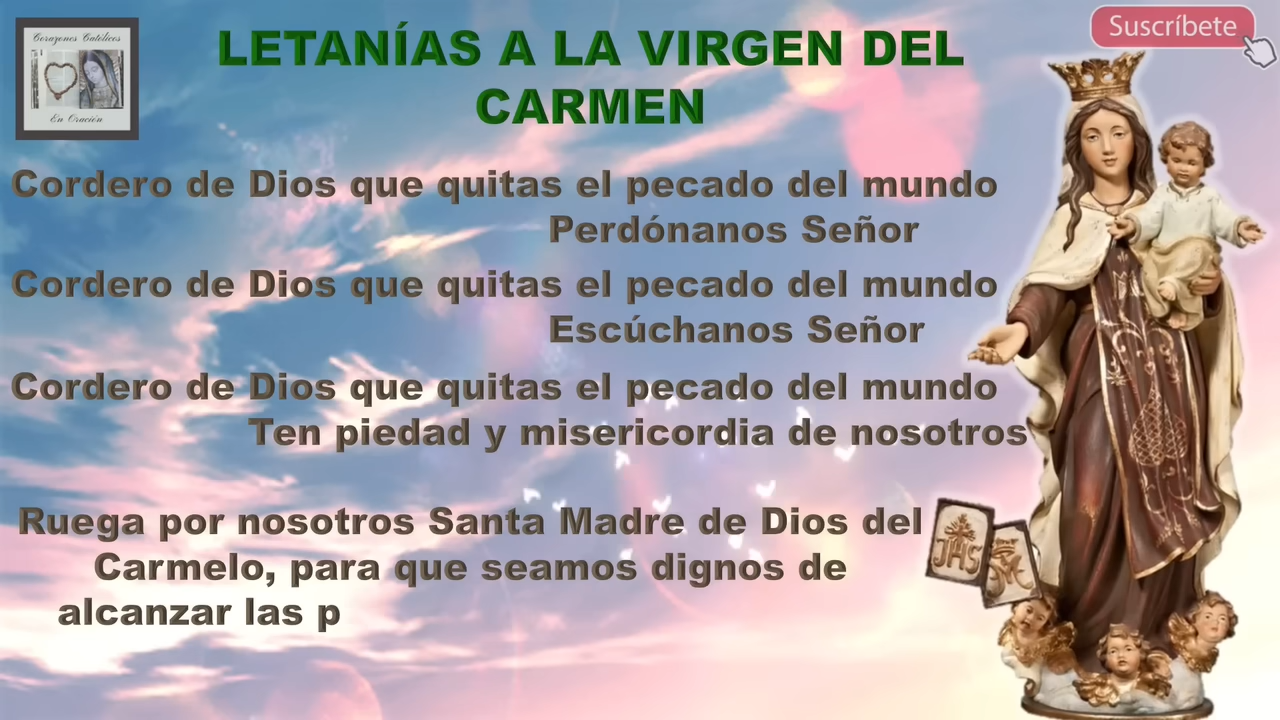 Corazones Católicos
En Oración
LETANÍAS A LA VIRGEN DEL
CARMEN
Suscríbete
Cordero de Dios que quitas el pecado del mundo
Perdónanos Señor
Cordero de Dios que quitas el pecado del mundo
Escúchanos Señor
Cordero de Dios que quitas el pecado del mundo
Ten piedad y misericordia de nosotros
Ruega por nosotros Santa Madre de Dios del
Carmelo, para que seamos dignos de
alcanzar las p
JHS